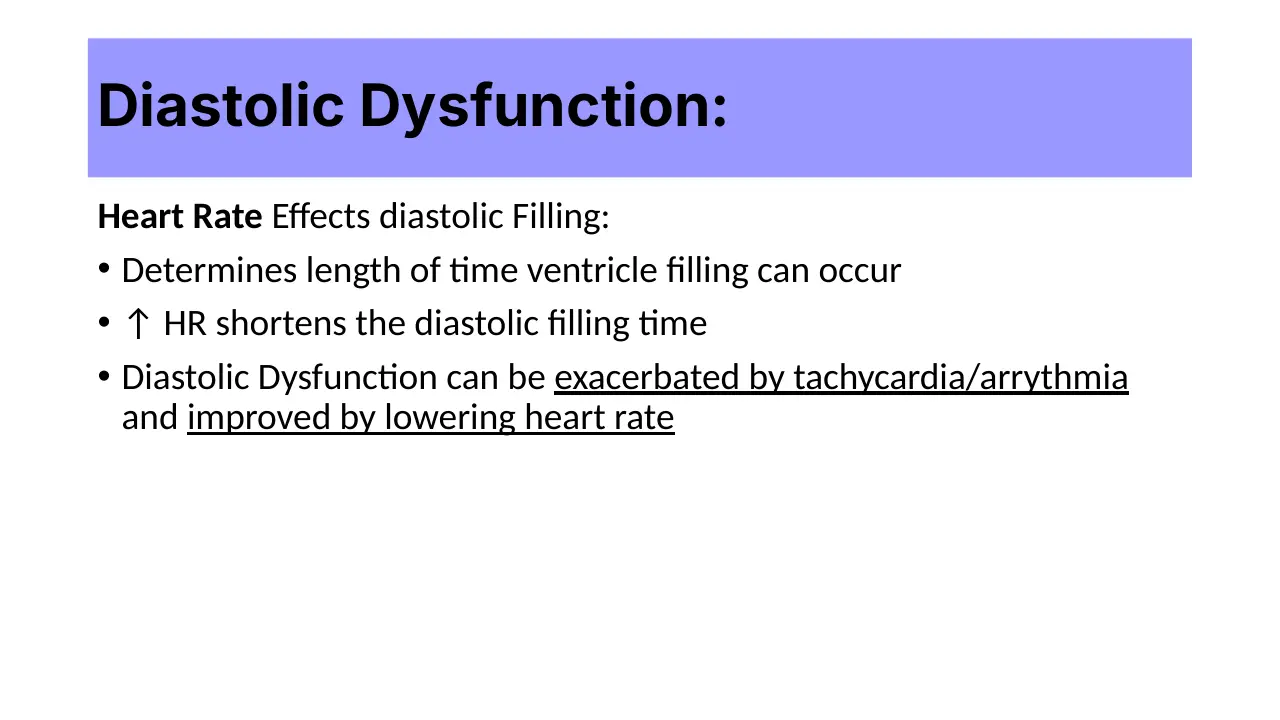 Diastolic Dysfunction:
Heart Rate Effects diastolic Filling:
• Determines length of time ventricle filling can occur
• ↑ HR shortens the diastolic filling time
• Diastolic Dysfunction can be exacerbated by tachycardia/arrythmia
and improved by lowering heart rate